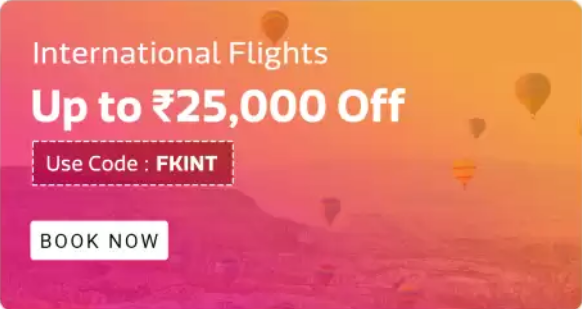 International Flights
Up to ₹25,000 Off
Use Code : FKINT
BOOK NOW